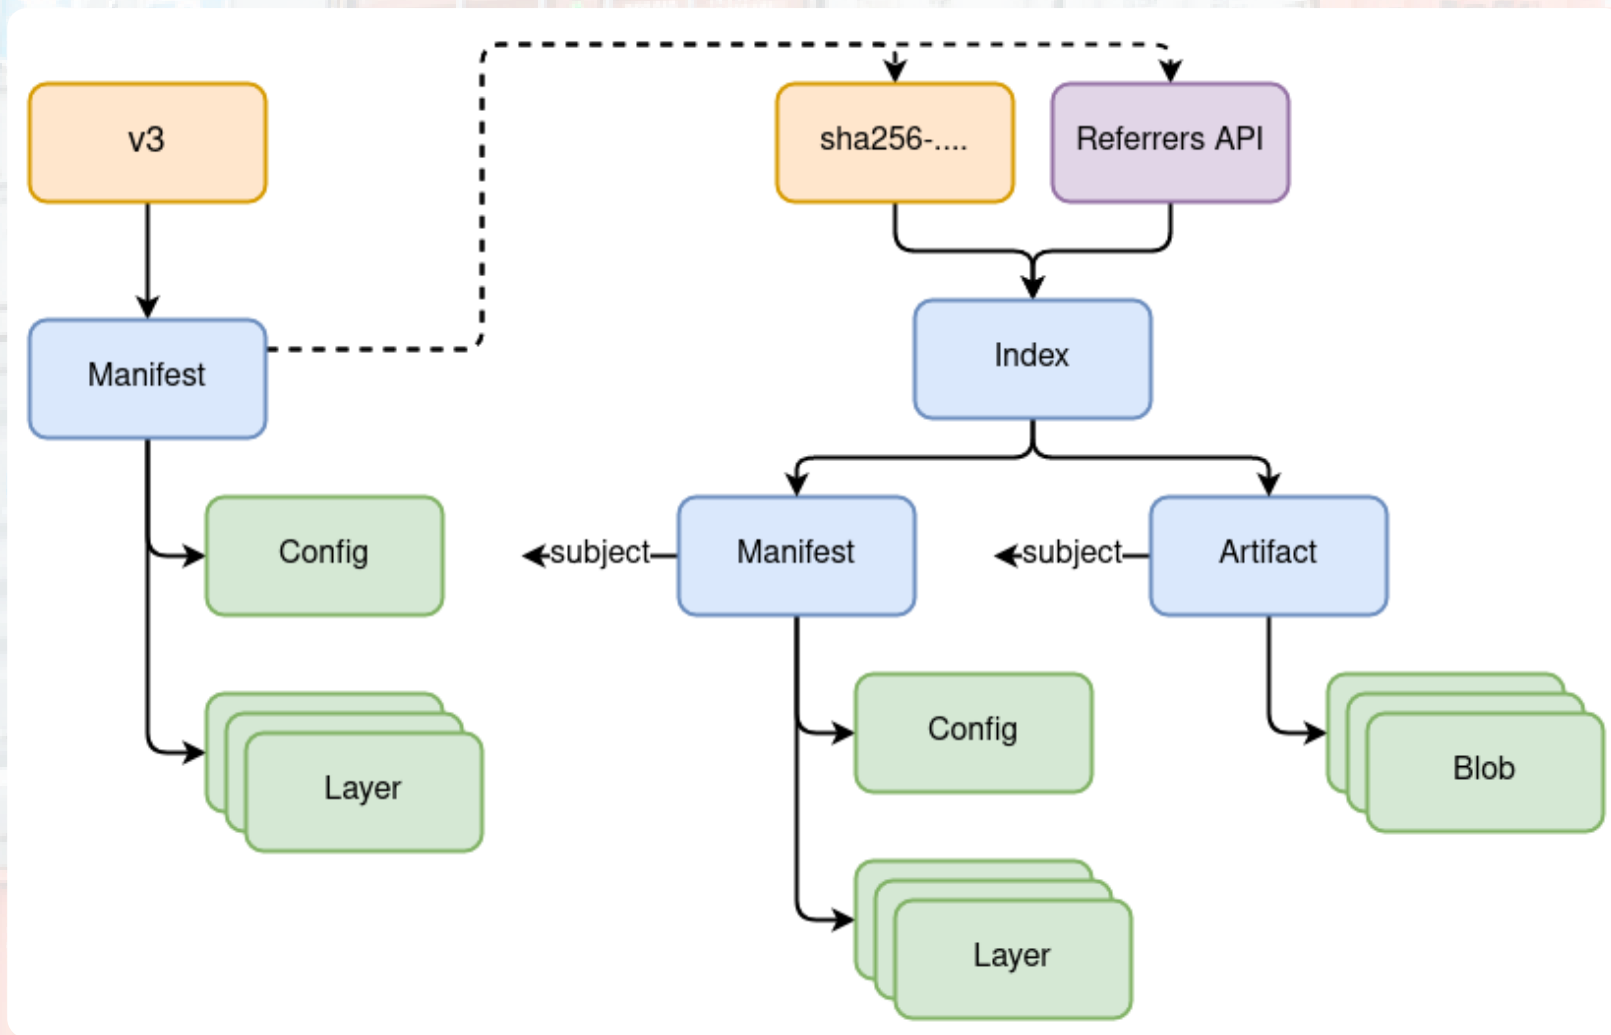 v3
sha256-....
Referrers API
Manifest
Index
Config
subject
Manifest
subject
Artifact
Layer
Config
Blob
Layer